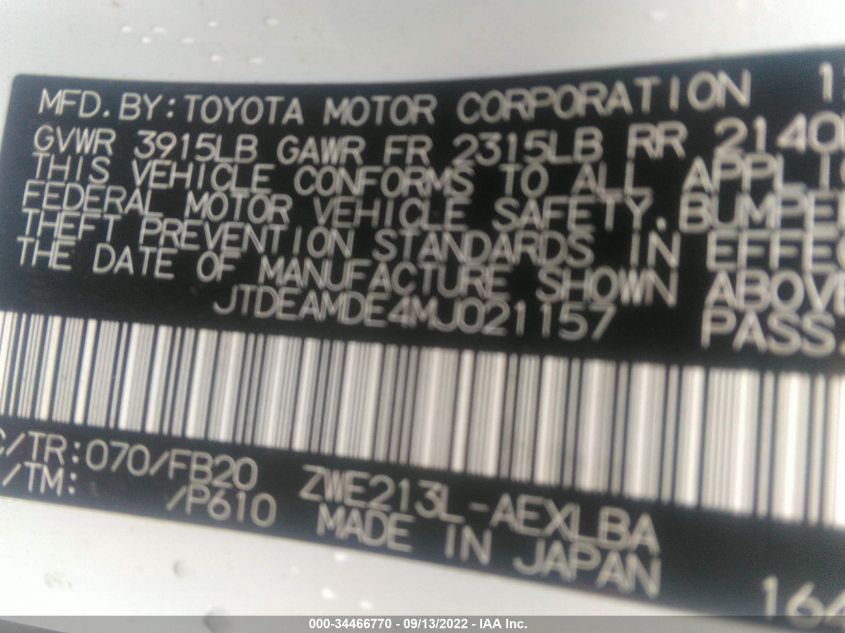 MFD. BY: TOYOTA MOTOR CORPORATION
GVWR 3915LB GAWR FR 2315LB RR 2140
THIS VEHICLE CONFORMS TO ALL
FEDERAL MOTOR VEHICLE SAFETY,
THEFT PREVENTION STANDARDS IN
THE DATE OF MANUFACTURE SHOWN
JTDEAMDE4MJ021157 PASS.
C/TR: 070/FB20 ZWE213L-AEXLBA
/TM: /P610 MADE IN JAPAN
000-34466770 - 09/13/2022 - IAA Inc.